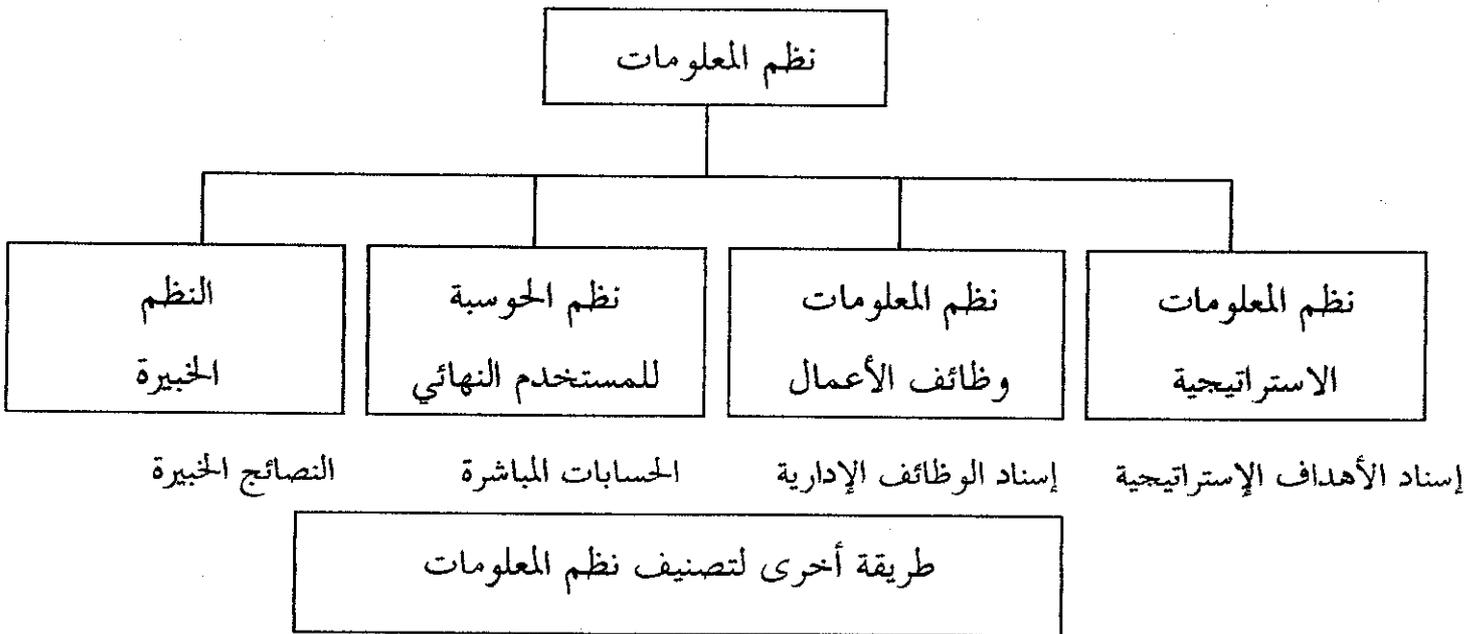 نظم المعلومات
نظم المعلومات
الاستراتيجية
نظم المعلومات
وظائف الأعمال
نظم الحوسبة
للمستخدم النهائي
النظم
الخبيرة
إسناد الأهداف الإستراتيجية
إسناد الوظائف الإدارية
الحسابات المباشرة
النصائح الخبيرة
طريقة أخرى لتصنيف نظم المعلومات